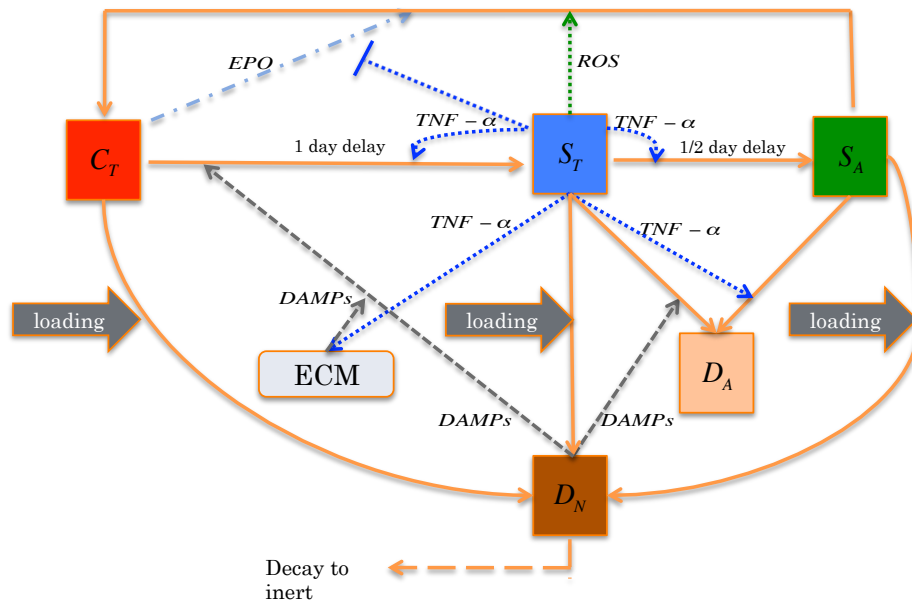 EPO
ROS
TNF - α
TNF - α
1 day delay
1/2 day delay
C_T
S_T
S_A
TNF - α
TNF - α
DAMPs
loading
loading
loading
ECM
D_A
DAMPs
DAMPs
D_N
Decay to
inert